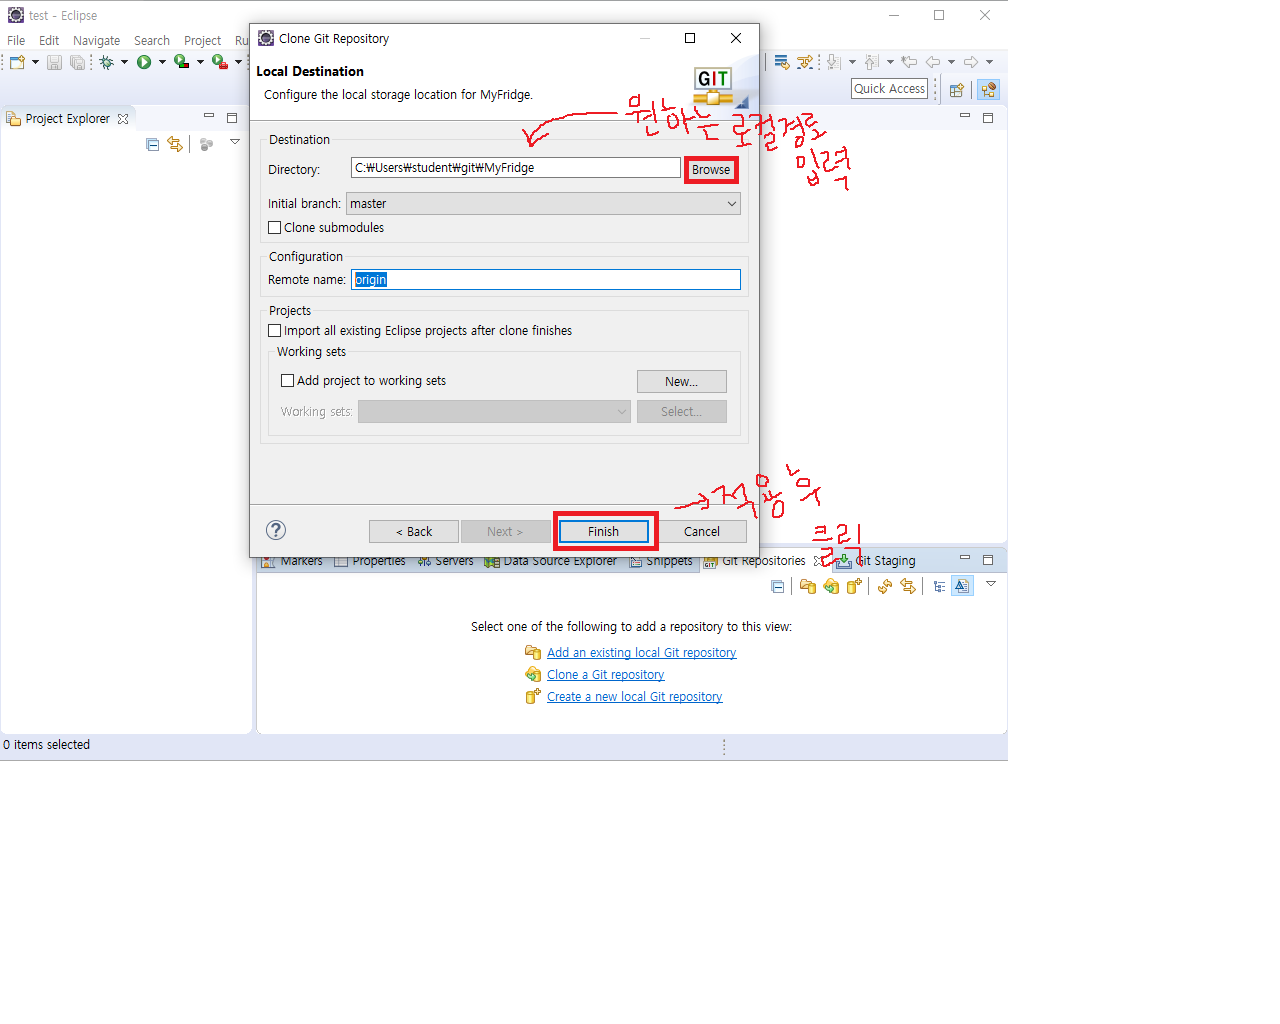 test - Eclipse
File Edit Navigate Search Project Ru
Clone Git Repository
Local Destination
Configure the local storage location for MyFridge.
GIT
Quick Access
Project Explorer
원하는 로컬경로
입력
Destination
Directory: C:₩Users₩student₩git₩MyFridge Browse
Initial branch: master
Clone submodules
Configuration
Remote name: origin
Projects
Import all existing Eclipse projects after clone finishes
Working sets
Add project to working sets New...
Working sets: Select...
적용 후
클릭
? < Back Next > Finish Cancel
Markers Properties Servers Data Source Explorer Snippets Git Repositories Git Staging
Select one of the following to add a repository to this view:
Add an existing local Git repository
Clone a Git repository
Create a new local Git repository
0 items selected